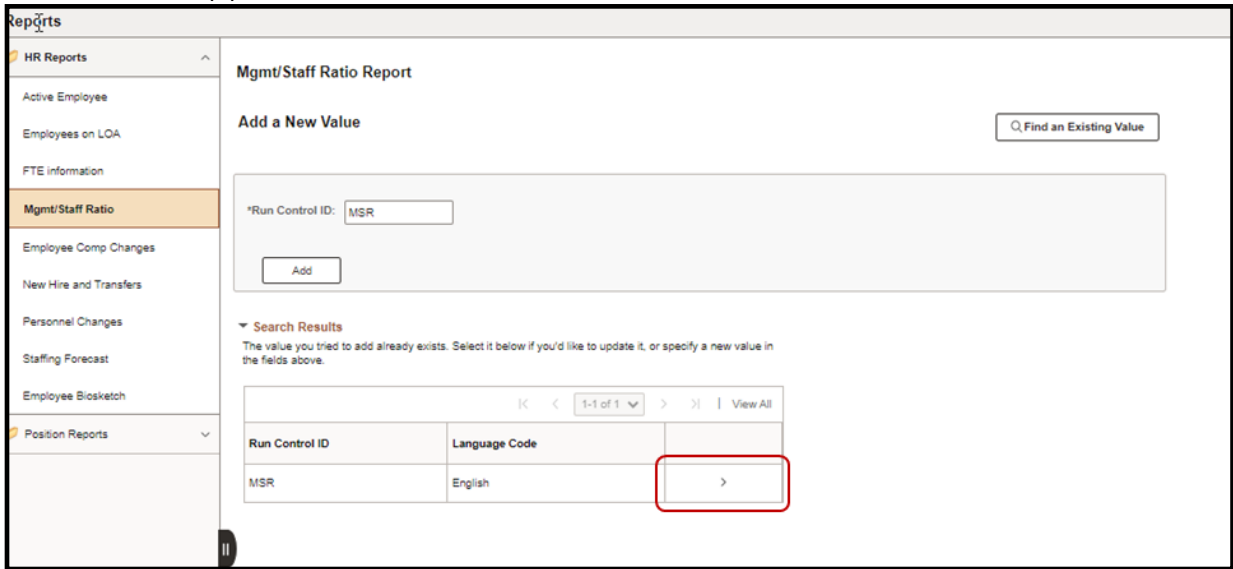 Reports
HR Reports
Active Employee
Employees on LOA
FTE information
Mgmt/Staff Ratio
Employee Comp Changes
New Hire and Transfers
Personnel Changes
Staffing Forecast
Employee Biosketch
Position Reports
Mgmt/Staff Ratio Report
Add a New Value
Find an Existing Value
*Run Control ID: MSR
Add
Search Results
The value you tried to add already exists. Select it below if you'd like to update it, or specify a new value in
the fields above.
1-1 of 1 | View All
Run Control ID Language Code
MSR English